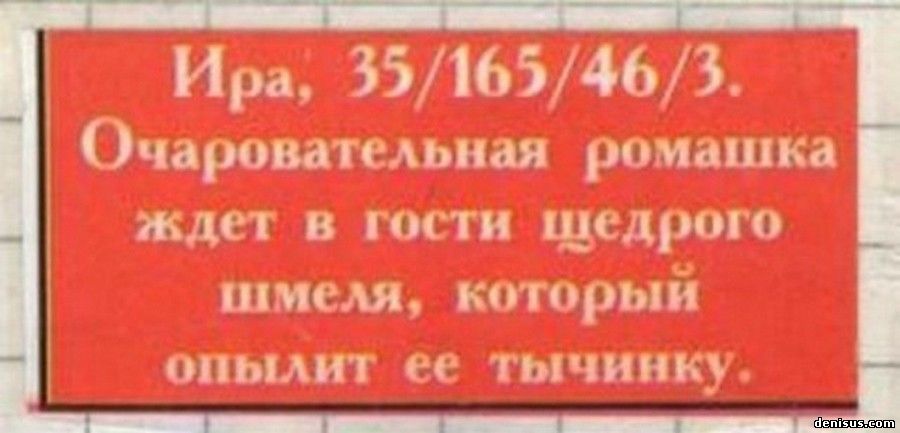 Ира, 35/165/46/3.
Очаровательная ромашка
ждет в гости щедрого
шмеля, который
опылит ее тычинку.
denisus.com